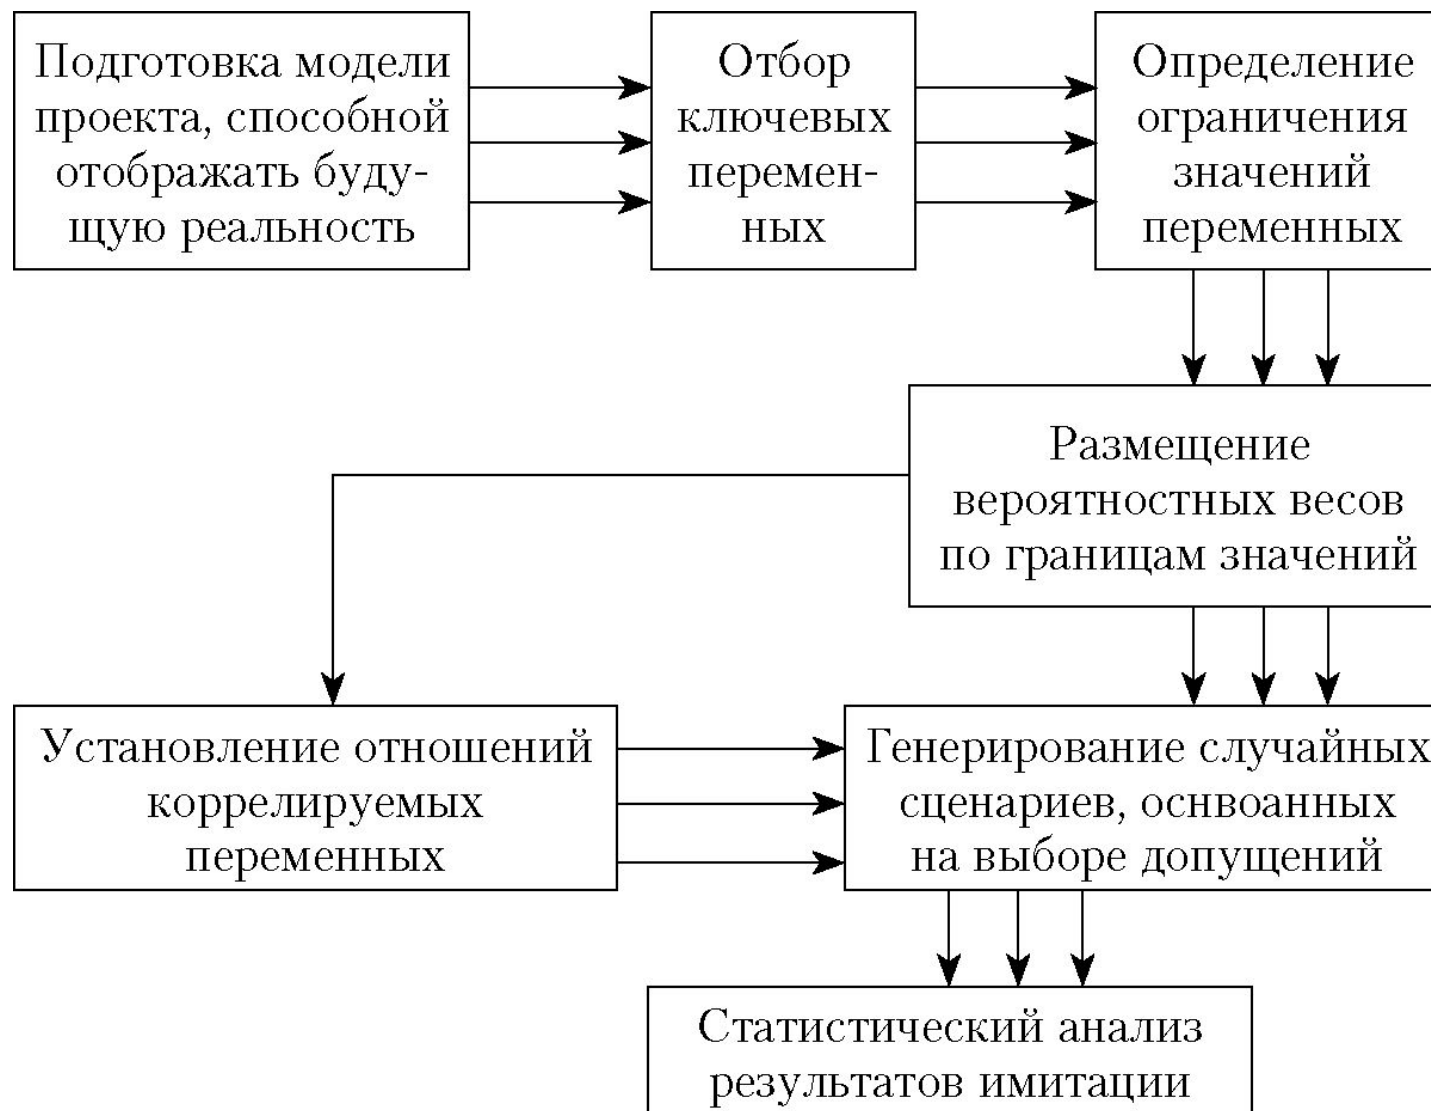 Подготовка модели
проекта, способной
отображать буду-
щую реальность
Отбор
ключевых
перемен-
ных
Определение
ограничения
значений
переменных
Размещение
вероятностных весов
по границам значений
Установление отношений
коррелируемых
переменных
Генерирование случайных
сценариев, оснвоанных
на выборе допущений
Статистический анализ
результатов имитации